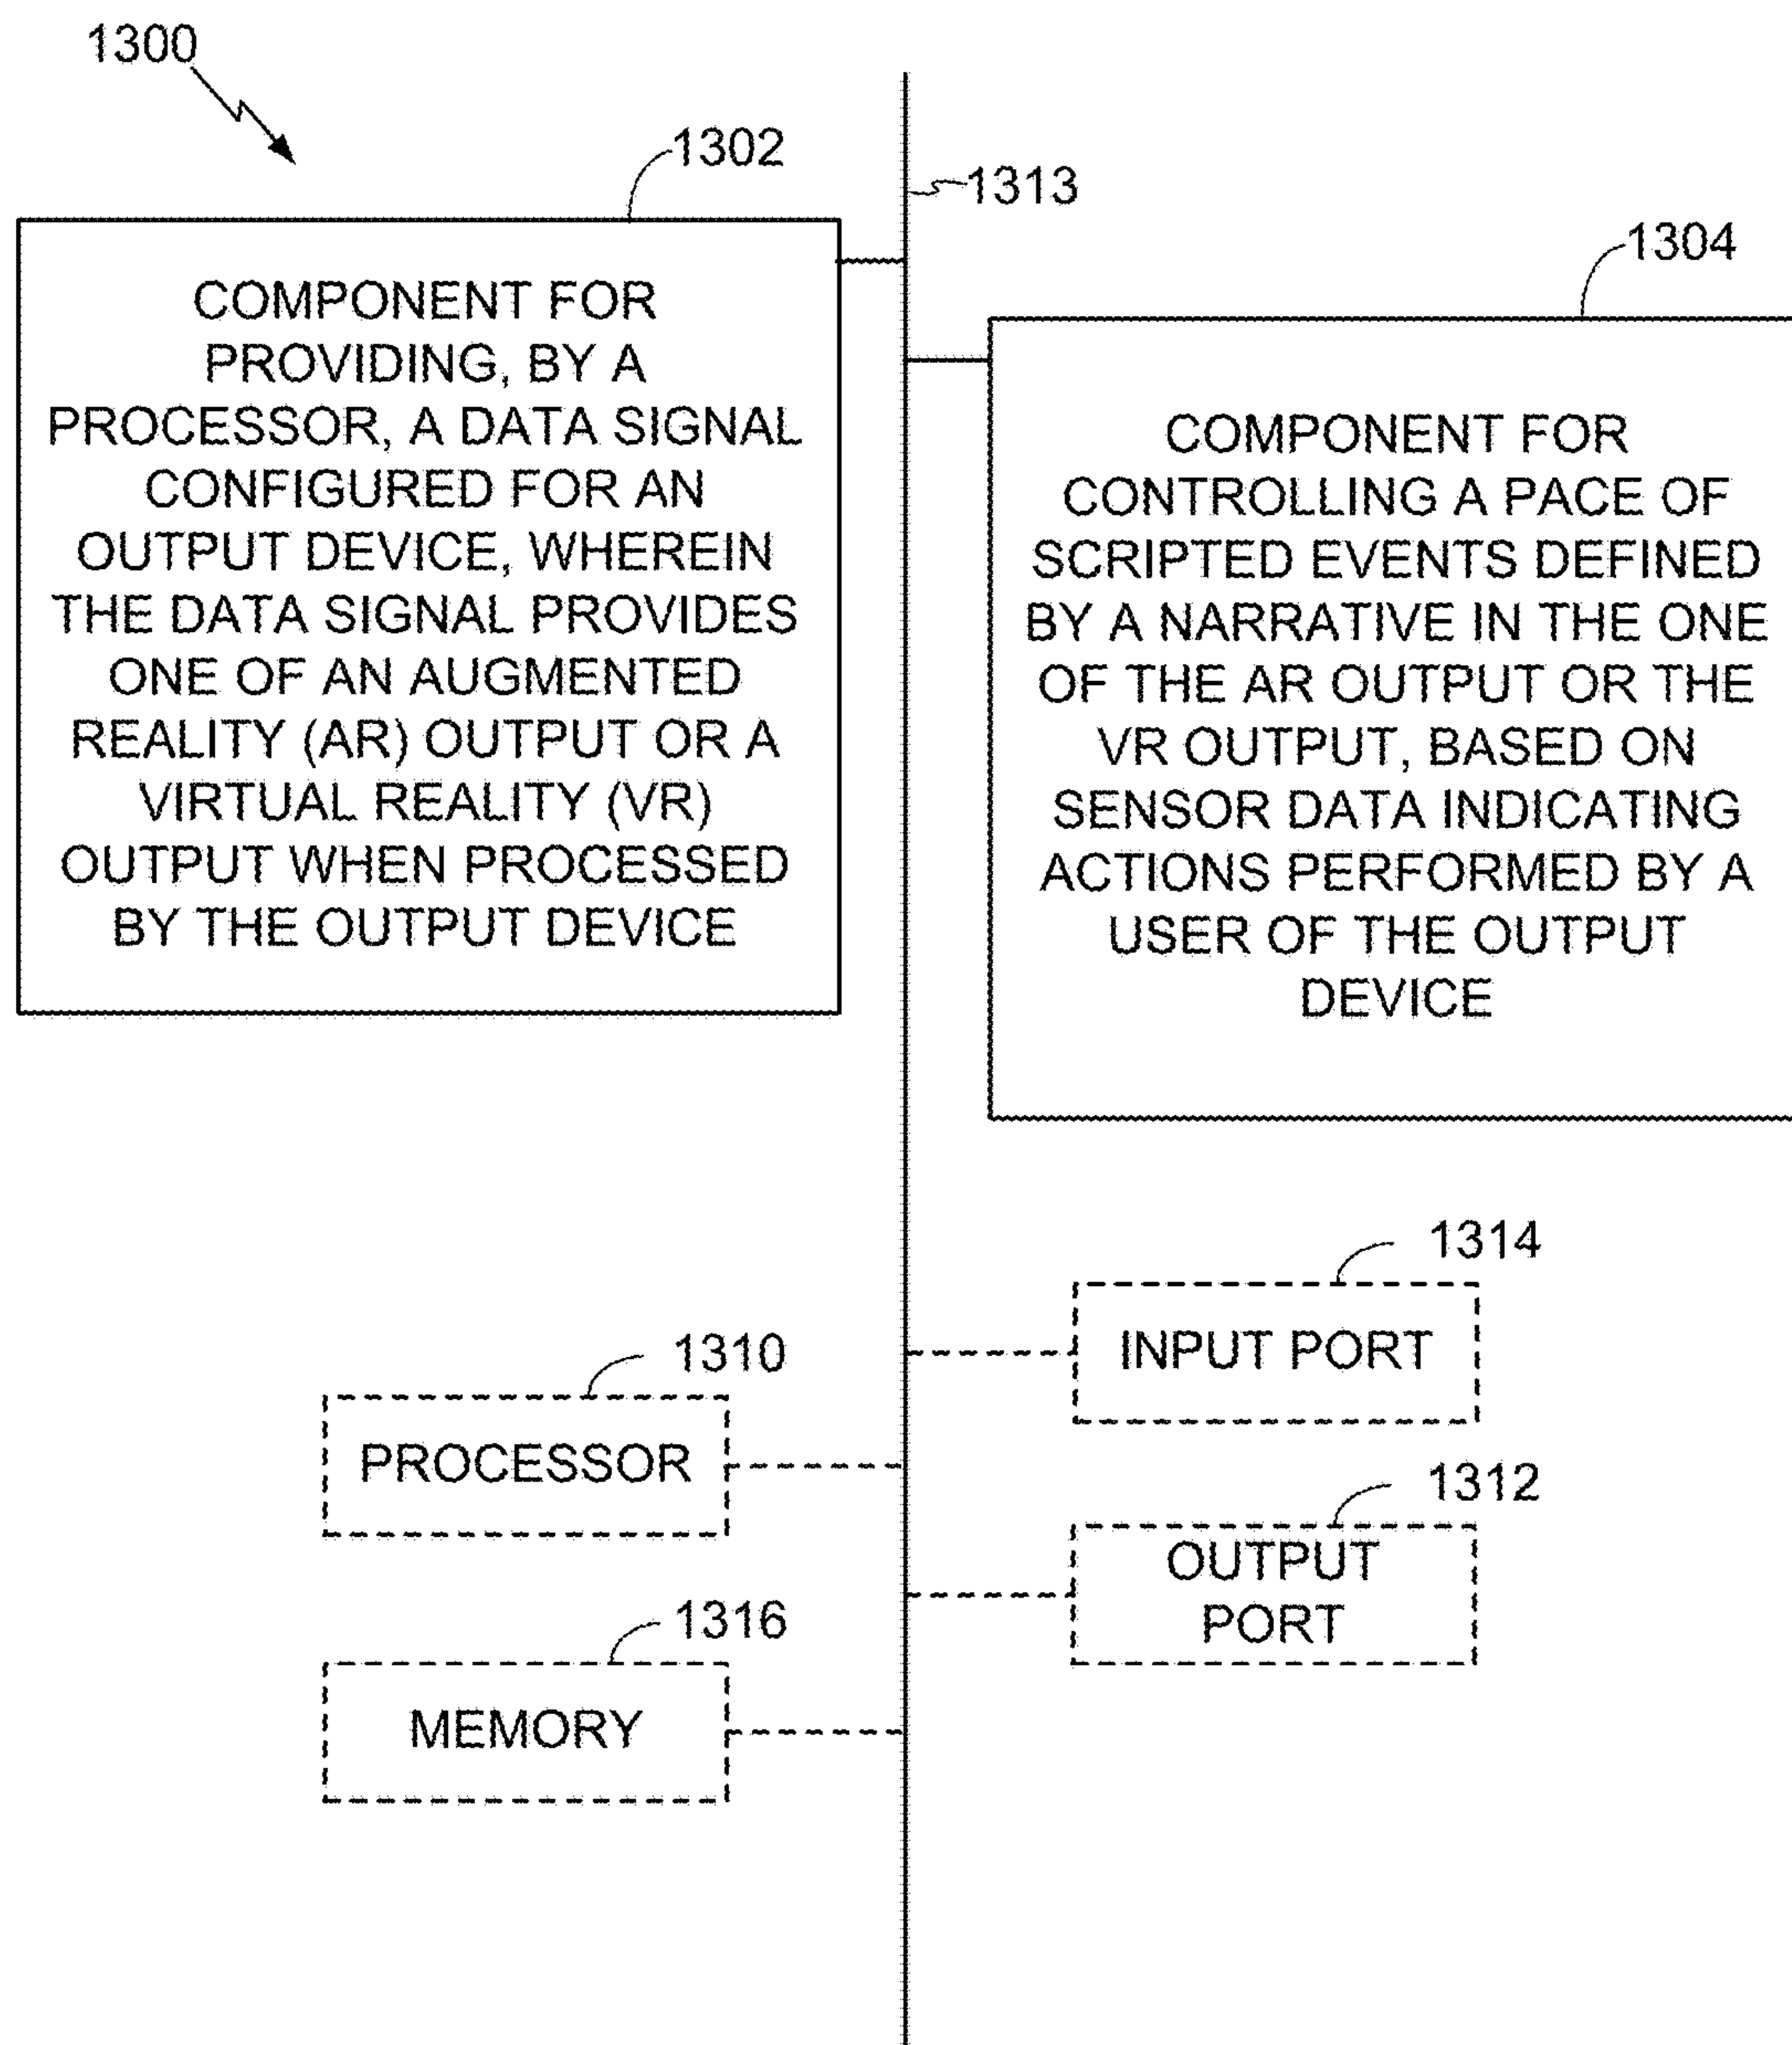 1300
1302
1313
1304
COMPONENT FOR
PROVIDING, BY A
PROCESSOR, A DATA SIGNAL
CONFIGURED FOR AN
OUTPUT DEVICE, WHEREIN
THE DATA SIGNAL PROVIDES
ONE OF AN AUGMENTED
REALITY (AR) OUTPUT OR A
VIRTUAL REALITY (VR)
OUTPUT WHEN PROCESSED
BY THE OUTPUT DEVICE
COMPONENT FOR
CONTROLLING A PACE OF
SCRIPTED EVENTS DEFINED
BY A NARRATIVE IN THE ONE
OF THE AR OUTPUT OR THE
VR OUTPUT, BASED ON
SENSOR DATA INDICATING
ACTIONS PERFORMED BY A
USER OF THE OUTPUT
DEVICE
1314
INPUT PORT
1310
PROCESSOR
1312
OUTPUT
PORT
1316
MEMORY